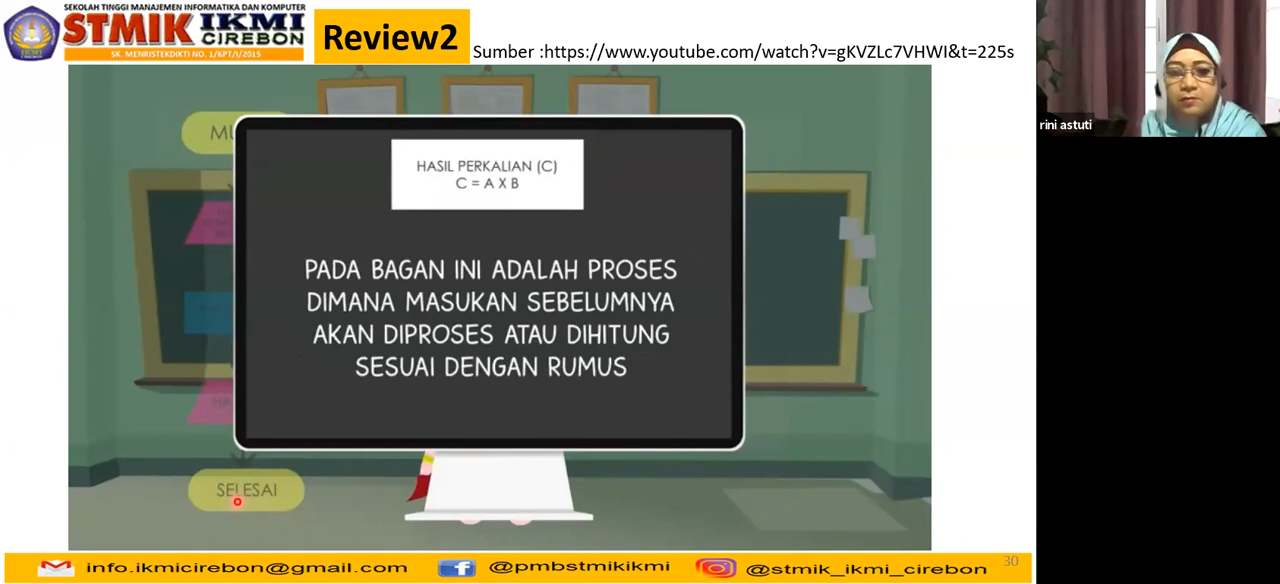 SEKOLAH TINGGI MANAJEMEN INFORMATIKA DAN KOMPUTER
STMIK IKMI
CIREBON
SK. MENRISTEKDIKTI NO. 1/KPT/I/2015
Review2
Sumber :https://www.youtube.com/watch?v=gKVZLc7VHWI&t=225s
rini astuti
MU
HASIL PERKALIAN (C)
C = A X B
PADA BAGAN INI ADALAH PROSES
DIMANA MASUKAN SEBELUMNYA
AKAN DIPROSES ATAU DIHITUNG
SESUAI DENGAN RUMUS
HA
SELESAI
30
info.ikmicirebon@gmail.com
@pmbstmikikmi
@stmik_ikmi_cirebon